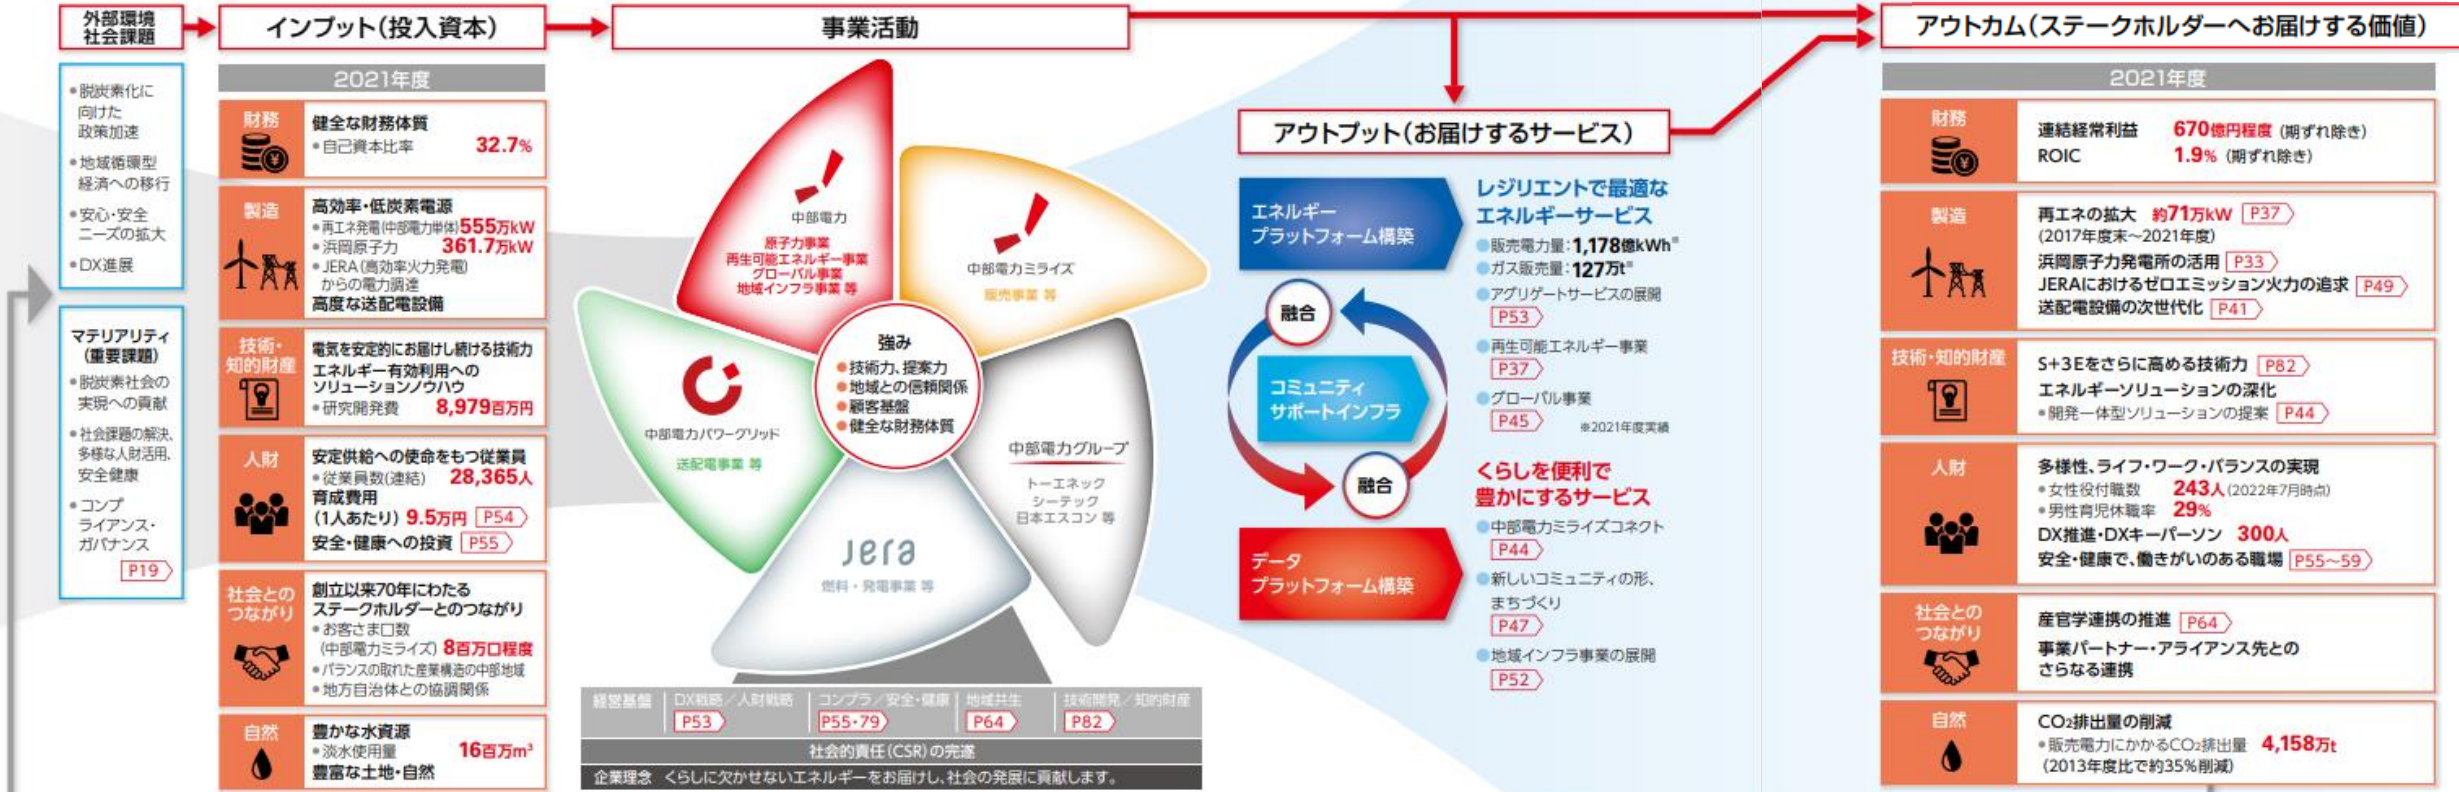 外部環境
社会課題
●脱炭素化に
向けた
政策加速
●地域循環型
経済への移行
●安心・安全
ニーズの拡大
●DX進展
マテリアリティ
(重要課題)
●脱炭素社会の
実現への貢献
●社会課題の解決、
多様な人財活用、
安全健康
●コンプ
ライアンス・
ガバナンス
P19
インプット(投入資本)
2021年度
財務
健全な財務体質
●自己資本比率 32.7%
製造
高効率・低炭素電源
●再エネ発電(中部電力単体)555万kW
●浜岡原子力 361.7万kW
●JERA(高効率火力発電)
からの電力調達
高度な送配電設備
技術・
知的財産
電気を安定的にお届けし続ける技術力
エネルギー有効利用への
ソリューションノウハウ
●研究開発費 8,979百万円
人財
安定供給への使命をもつ従業員
●従業員数(連結) 28,365人
育成費用
(1人あたり) 9.5万円 P54
安全・健康への投資 P55
社会との
つながり
創立以来70年にわたる
ステークホルダーとのつながり
●お客さま口数
(中部電力ミライズ) 8百万口程度
●バランスの取れた産業構造の中部地域
●地方自治体との協調関係
自然
豊かな水資源
●淡水使用量 16百万m³
豊富な土地・自然
事業活動
中部電力
原子力事業
再生可能エネルギー事業
グローバル事業
地域インフラ事業 等
中部電力ミライズ
販売事業 等
中部電力パワーグリッド
送配電事業 等
強み
●技術力、提案力
●地域との信頼関係
●顧客基盤
●健全な財務体質
中部電力グループ
トーエネック
シーテック
日本エスコン 等
Jera
燃料・発電事業 等
経営基盤
DX戦略/人財戦略
P53
コンプラ/安全・健康
P55・79
地域共生
P64
技術開発/知的財産
P82
社会的責任(CSR)の完遂
企業理念 くらしに欠かせないエネルギーをお届けし、社会の発展に貢献します。
アウトプット(お届けするサービス)
エネルギー
プラットフォーム構築
融合
コミュニティ
サポートインフラ
融合
データ
プラットフォーム構築
レジリエントで最適な
エネルギーサービス
●販売電力量:1,178億kWh※
●ガス販売量:127万t※
●アグリゲートサービスの展開
P53
●再生可能エネルギー事業
P37
●グローバル事業
P45
※2021年度実績
くらしを便利で
豊かにするサービス
●中部電力ミライズコネクト
P44
●新しいコミュニティの形、
まちづくり
P47
●地域インフラ事業の展開
P52
アウトカム(ステークホルダーへお届けする価値)
2021年度
財務
連結経常利益 670億円程度 (期ずれ除き)
ROIC 1.9% (期ずれ除き)
製造
再エネの拡大 約71万kW P37
(2017年度末~2021年度)
浜岡原子力発電所の活用 P33
JERAにおけるゼロエミッション火力の追求 P49
送配電設備の次世代化 P41
技術・知的財産
S+3Eをさらに高める技術力 P82
エネルギーソリューションの深化
●開発一体型ソリューションの提案 P44
人財
多様性、ライフ・ワーク・バランスの実現
●女性役付職数 243人(2022年7月時点)
●男性育児休職率 29%
DX推進・DXキーパーソン 300人
安全・健康で、働きがいのある職場 P55~59
社会との
つながり
産官学連携の推進 P64
事業パートナー・アライアンス先との
さらなる連携
自然
CO₂排出量の削減
●販売電力にかかるCO₂排出量 4,158万t
(2013年度比で約35%削減)